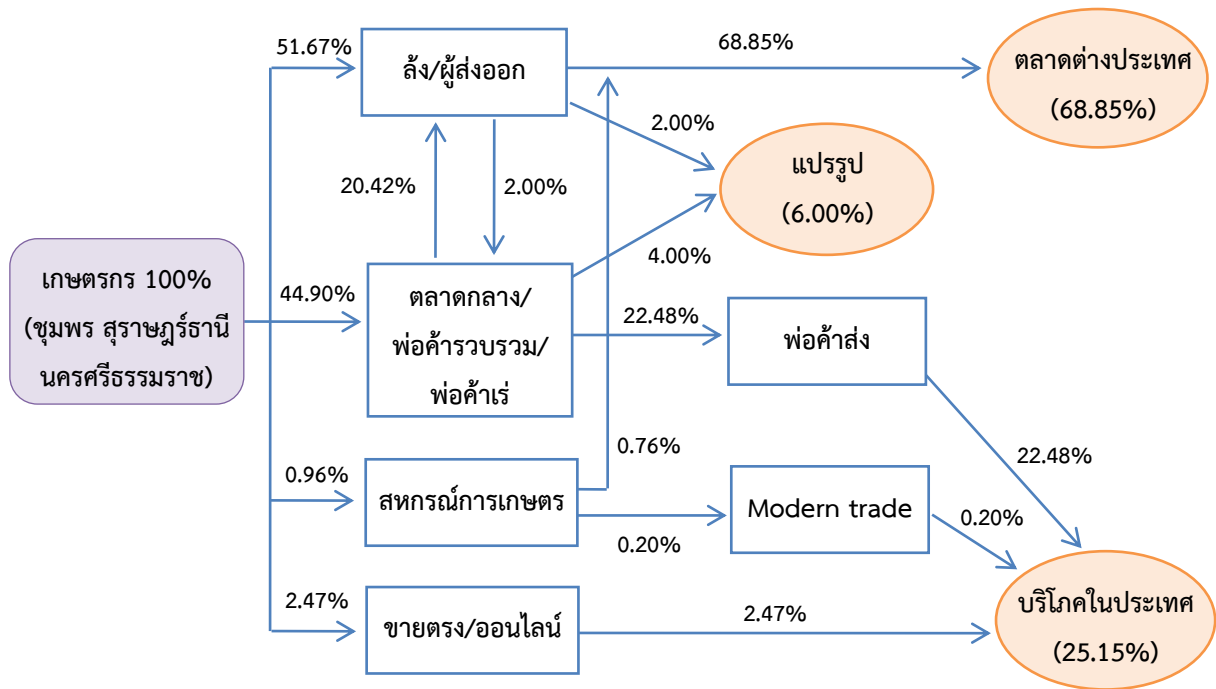 51.67%
ล้ง/ผู้ส่งออก
68.85%
ตลาดต่างประเทศ
(68.85%)
2.00%
20.42%
2.00%
แปรรูป
(6.00%)
4.00%
เกษตรกร 100%
(ชุมพร สุราษฎร์ธานี
นครศรีธรรมราช)
44.90%
ตลาดกลาง/
พ่อค้ารวบรวม/
พ่อค้าเร่
22.48%
พ่อค้าส่ง
22.48%
0.96%
สหกรณ์การเกษตร
0.76%
0.20%
Modern trade
0.20%
2.47%
ขายตรง/ออนไลน์
2.47%
บริโภคในประเทศ
(25.15%)